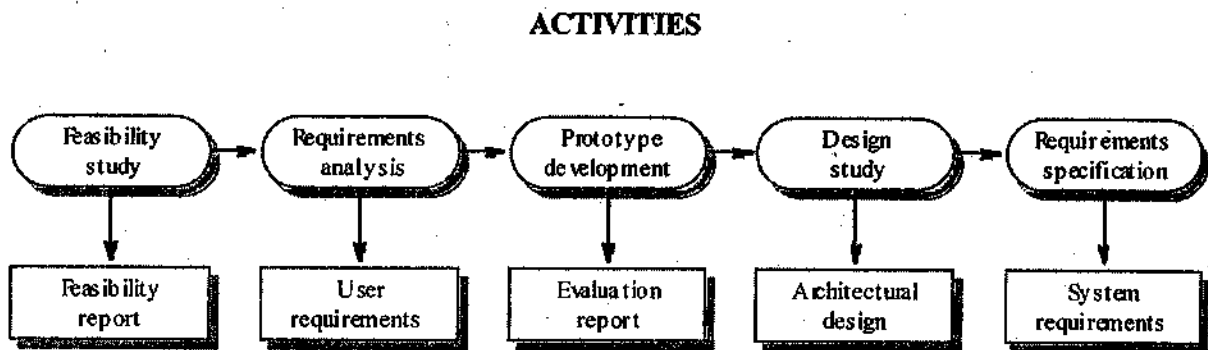 ACTIVITIES
Feasibility
study
Requirements
analysis
Prototype
development
Design
study
Requirements
specification
Feasibility
report
User
requirements
Evaluation
report
Architectural
design
System
requirements